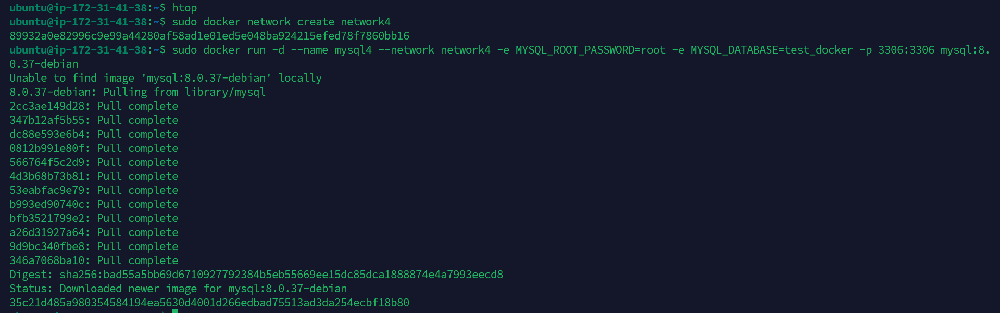 ubuntu@ip-172-31-41-38:~$ htop
ubuntu@ip-172-31-41-38:~$ sudo docker network create network4
89932a0e82996c9e99a44280af58ad1e01ed5e048ba924215efed78f7860bb16
ubuntu@ip-172-31-41-38:~$ sudo docker run -d --name mysql4 --network network4 -e MYSQL_ROOT_PASSWORD=root -e MYSQL_DATABASE=test_docker -p 3306:3306 mysql:8.
0.37-debian
Unable to find image 'mysql:8.0.37-debian' locally
8.0.37-debian: Pulling from library/mysql
2cc3ae149d28: Pull complete
347b12af5b55: Pull complete
dc88e593e6b4: Pull complete
0812b991e80f: Pull complete
566764f5c2d9: Pull complete
4d3b68b73b81: Pull complete
53eabfac9e79: Pull complete
b993ed90740c: Pull complete
bfb3521799e2: Pull complete
a26d31927a64: Pull complete
9d9bc340fbe8: Pull complete
346a7068ba10: Pull complete
Digest: sha256:bad55a5bb69d6710927792384b5eb55669ee15dc85dca1888874e4a7993eecd8
Status: Downloaded newer image for mysql:8.0.37-debian
35c21d485a980354584194ea5630d4001d266edbad75513ad3da254ecbf18b80